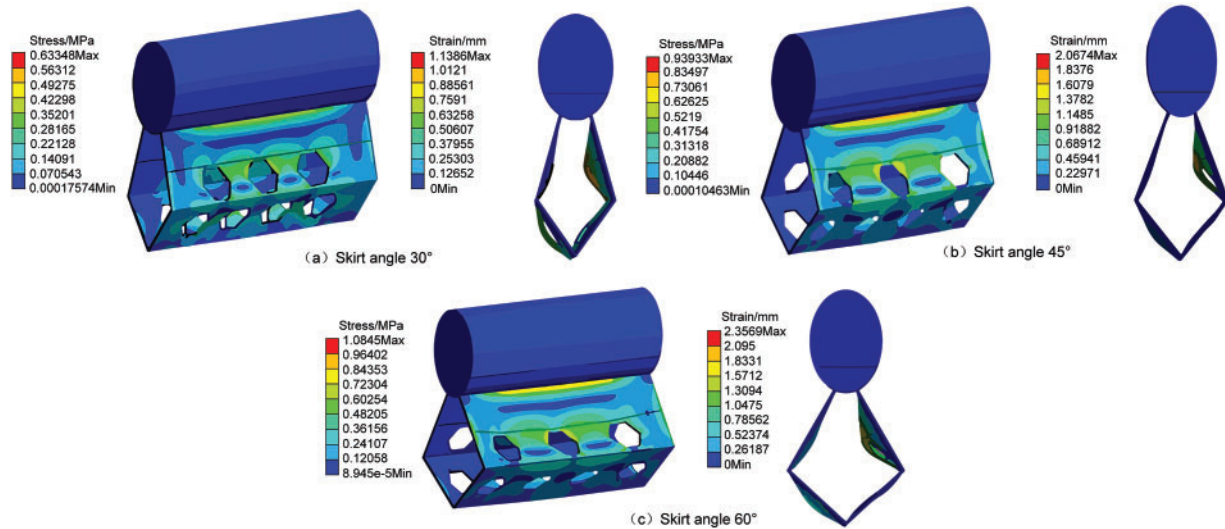 Stress/MPa
0.63348Max
0.56312
0.49275
0.42298
0.35201
0.28165
0.22128
0.14091
0.070543
0.00017574Min
Strain/mm
1.1386Max
1.0121
0.88561
0.7591
0.63258
0.50607
0.37955
0.25303
0.12652
0Min
(a) Skirt angle 30°
Stress/MPa
0.93933Max
0.83497
0.73061
0.62625
0.5219
0.41754
0.31318
0.20882
0.10446
0.00010463Min
Strain/mm
2.0674Max
1.8376
1.6079
1.3782
1.1485
0.91882
0.68912
0.45941
0.22971
0Min
(b) Skirt angle 45°
Stress/MPa
1.0845Max
0.96402
0.84353
0.72304
0.60254
0.48205
0.36156
0.24107
0.12058
8.945e-5Min
Strain/mm
2.3569Max
2.095
1.8331
1.5712
1.3094
1.0475
0.78562
0.52374
0.26187
0Min
(c) Skirt angle 60°